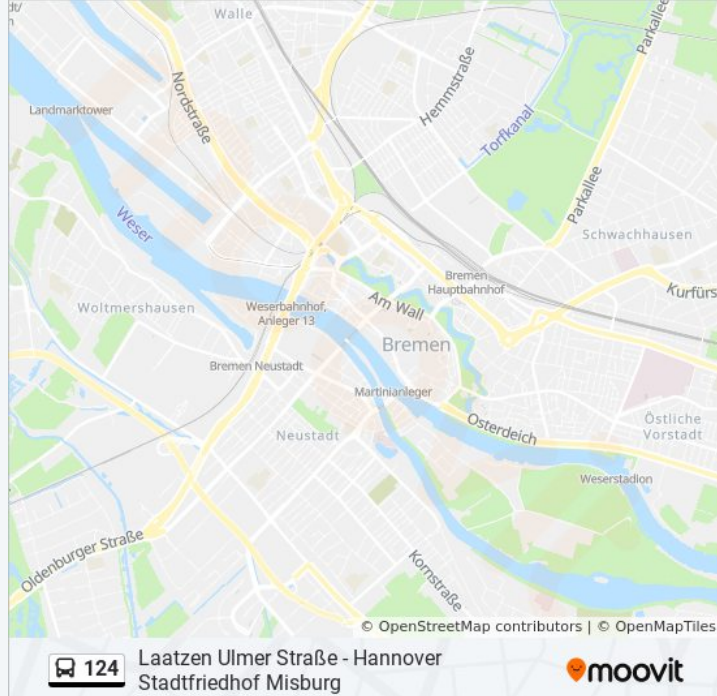 dt/
Walle
Parkallee
Hemmstraße
Nordstraße
Landmarktower
Torfkanal
Parkallee
Weser
Schwachhausen
Bremen
Hauptbahnhof
Kurfürs
Woltmershausen
Weserbahnhof,
Anleger 13
Am Wall
Bremen
Bremen Neustadt
Martinianleger
Neustadt
Osterdeich
Östliche
Vorstadt
Weserstadion
Oldenburger Straße
Kornstraße
© OpenStreetMap contributors | © OpenMapTiles
124
Laatzen Ulmer Straße - Hannover
Stadtfriedhof Misburg
moovit